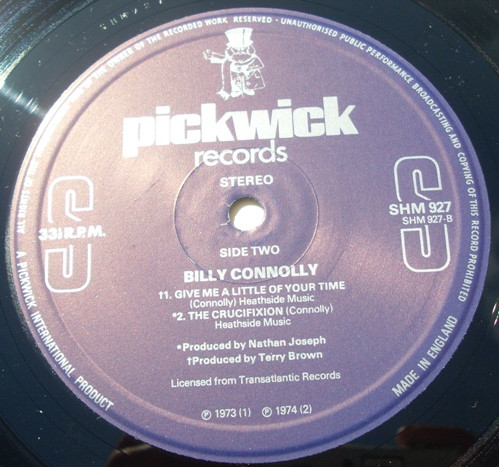 ALL RIGHTS OF THE OWNER OF THE RECORDED WORK RESERVED - UNAUTHORISED PUBLIC PERFORMANCE BROADCASTING AND COPYING OF THIS RECORD PROHIBITED
pickwick
records
STEREO
33⅓ R.P.M.
S
SHM 927
SHM 927-B
S
SIDE TWO
BILLY CONNOLLY
†1. GIVE ME A LITTLE OF YOUR TIME
(Connolly) Heathside Music
*2. THE CRUCIFIXION (Connolly)
Heathside Music
*Produced by Nathan Joseph
†Produced by Terry Brown
Licensed from Transatlantic Records
Ⓟ 1973 (1) Ⓟ 1974 (2)
A PICKWICK INTERNATIONAL PRODUCT
MADE IN ENGLAND